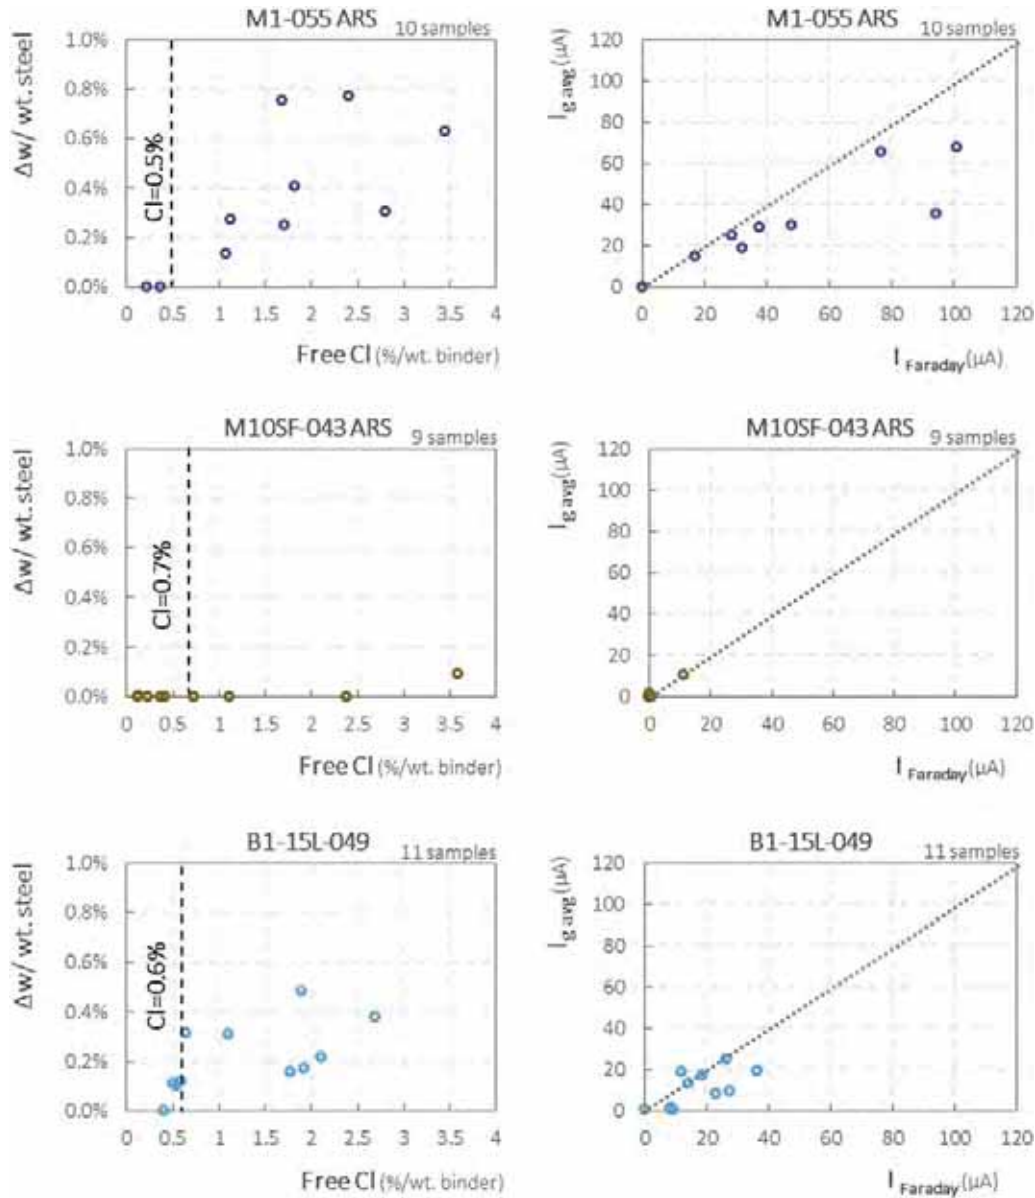 M1-055 ARS
10 samples
Δw/ wt. steel
1.0%
0.8%
0.6%
0.4%
0.2%
0.0%
Cl=0.5%
0 0.5 1 1.5 2 2.5 3 3.5 4
Free Cl (%/wt. binder)
M1-055 ARS
10 samples
I g avg (µA)
120
100
80
60
40
20
0
0 20 40 60 80 100 120
I Faraday (µA)
M10SF-043 ARS
9 samples
Δw/ wt. steel
1.0%
0.8%
0.6%
0.4%
0.2%
0.0%
Cl=0.7%
0 0.5 1 1.5 2 2.5 3 3.5 4
Free Cl (%/wt. binder)
M10SF-043 ARS
9 samples
I g avg (µA)
120
100
80
60
40
20
0
0 20 40 60 80 100 120
I Faraday (µA)
B1-15L-049
11 samples
Δw/ wt. steel
1.0%
0.8%
0.6%
0.4%
0.2%
0.0%
Cl=0.6%
0 0.5 1 1.5 2 2.5 3 3.5 4
Free Cl (%/wt. binder)
B1-15L-049
11 samples
I g avg (µA)
120
100
80
60
40
20
0
0 20 40 60 80 100 120
I Faraday (µA)